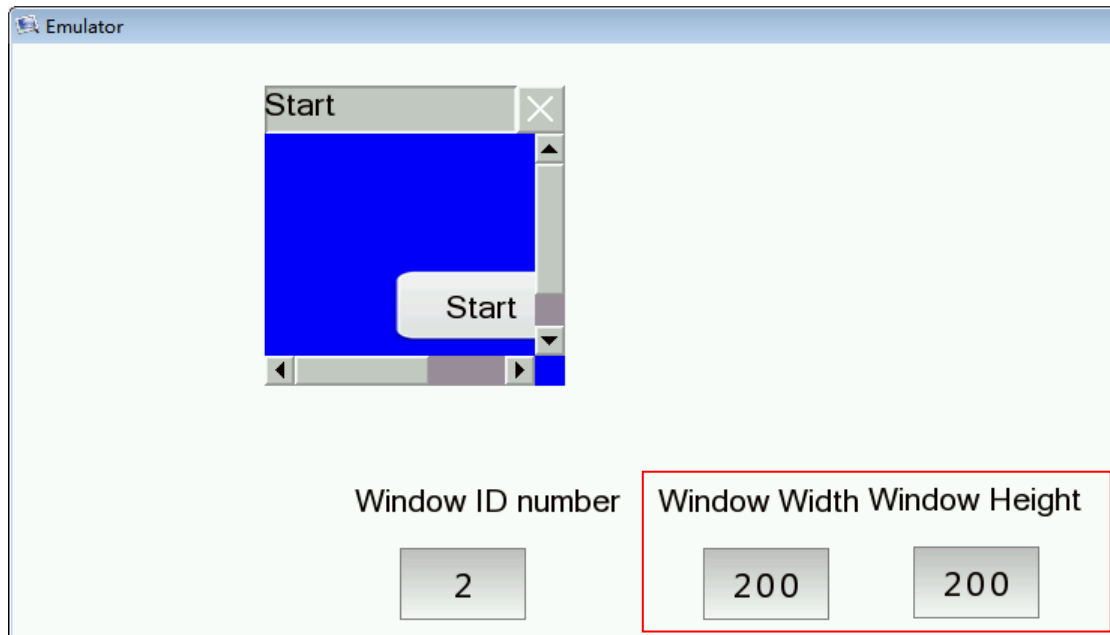 Emulator
Start
Start
Window ID number
Window Width
Window Height
2
200
200